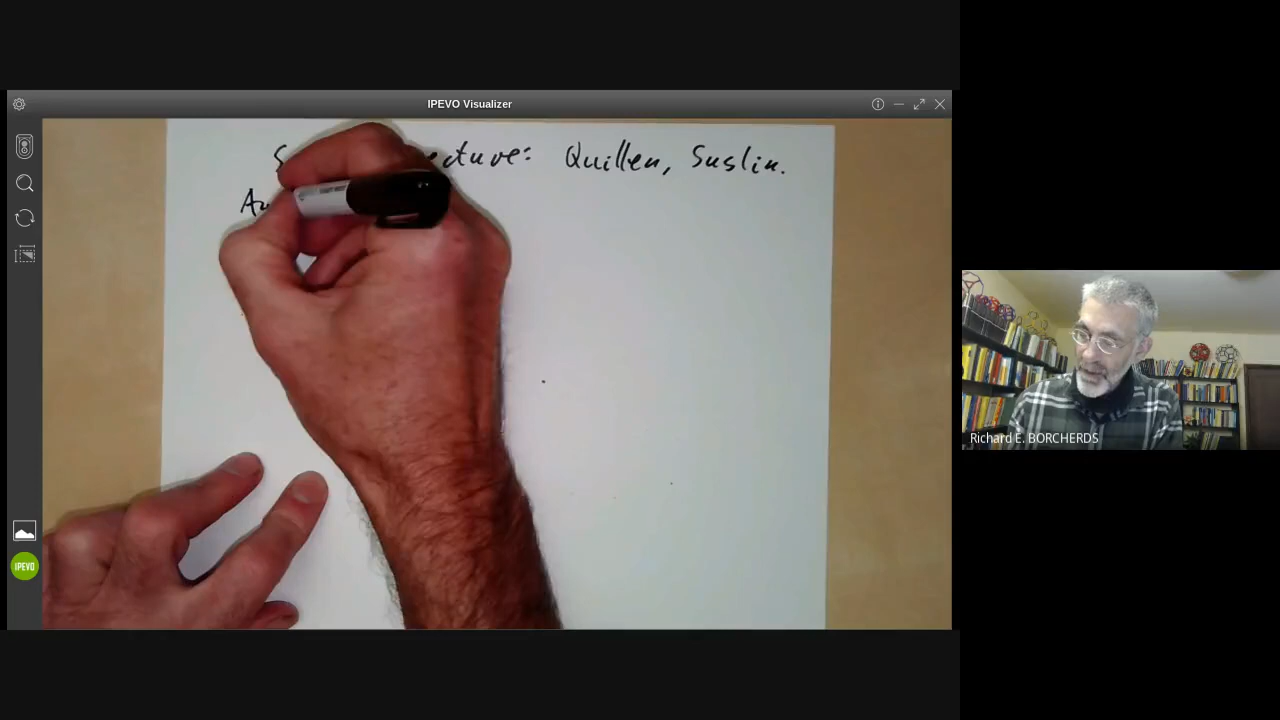 IPEVO Visualizer
ecture: Quillen, Suslin.
IPEVO
Richard E. BORCHERDS